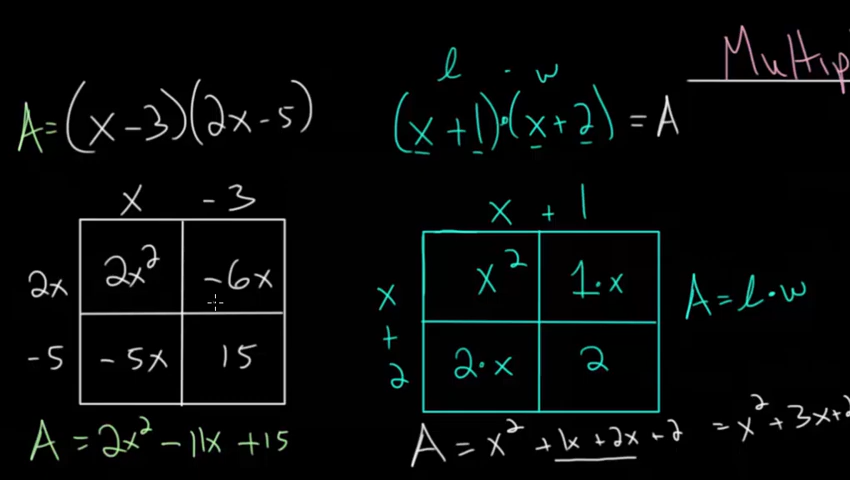 Multip
l · w
A=(x-3)(2x-5)
(x+1)·(x+2) = A
x -3
2x 2x² -6x
-5 -5x 15
A = 2x² - 11x + 15
x + 1
x x² 1·x
+
2 2·x 2
A = l·w
A = x² + 1x + 2x + 2 = x² + 3x + 2